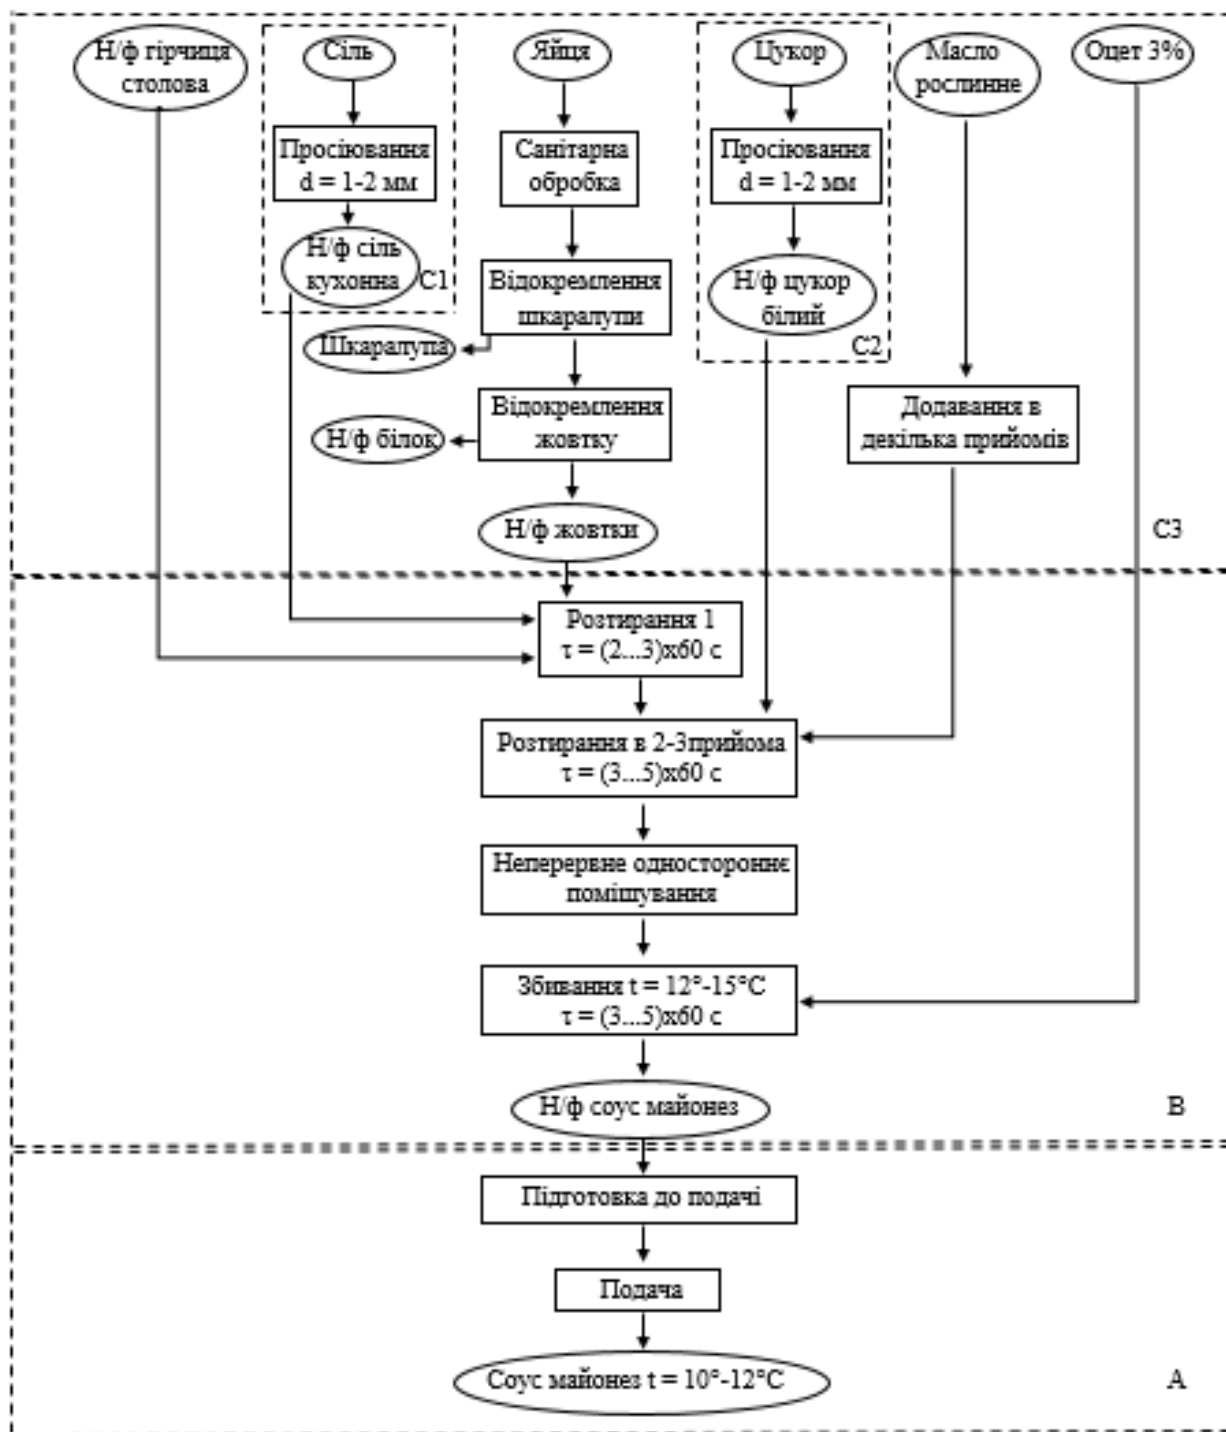 Н/ф гірчиця
столова
Сіль
Яйця
Цукор
Масло
рослинне
Оцет 3%
Просіювання
d = 1-2 мм
Санітарна
обробка
Просіювання
d = 1-2 мм
Н/ф сіль
кухонна
С1
Відокремлення
шкаралупи
Н/ф цукор
білий
С2
Шкаралупа
Відокремлення
жовтку
Н/ф білок
Додавання в
декілька прийомів
Н/ф жовтки
С3
Розтирання 1
τ = (2...3)х60 с
Розтирання в 2-3прийома
τ = (3...5)х60 с
Неперервне одностороннє
помішування
Збивання t = 12°-15°С
τ = (3...5)х60 с
Н/ф соус майонез
В
Підготовка до подачі
Подача
Соус майонез t = 10°-12°С
А